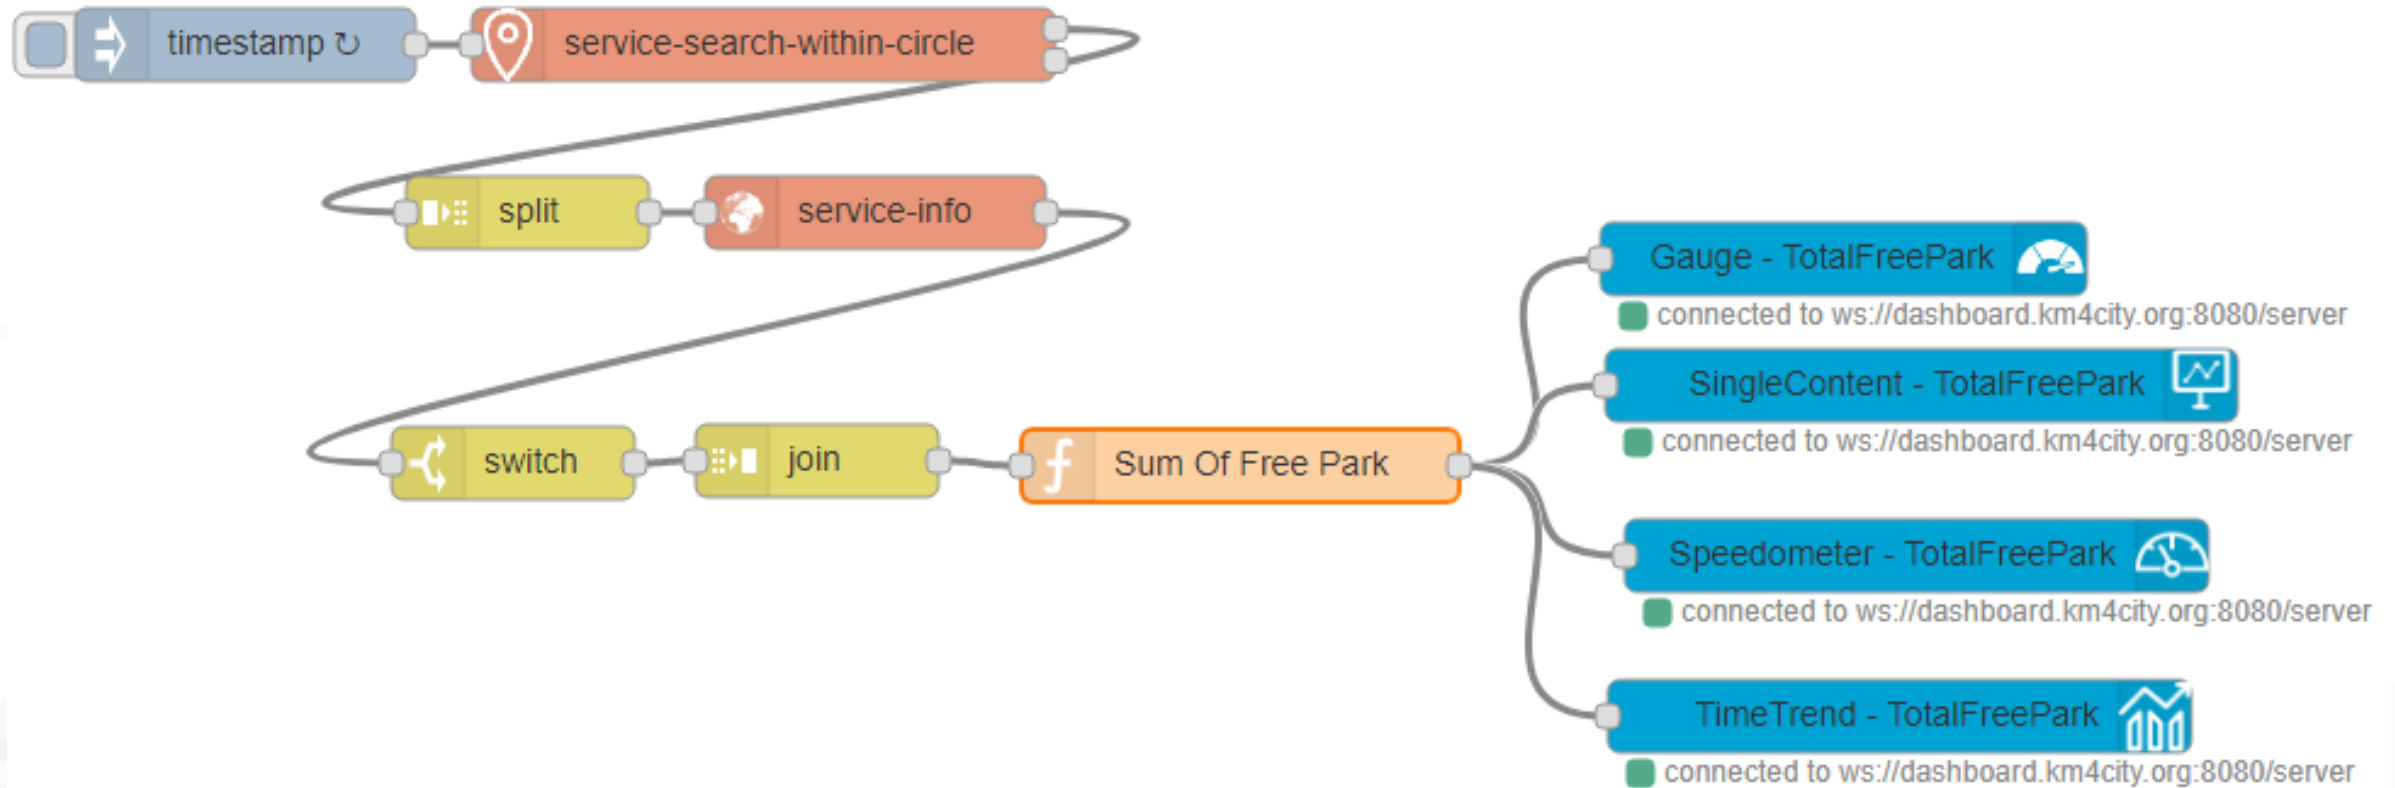 timestamp ↻
service-search-within-circle
split
service-info
Gauge - TotalFreePark
connected to ws://dashboard.km4city.org:8080/server
SingleContent - TotalFreePark
connected to ws://dashboard.km4city.org:8080/server
switch
join
Sum Of Free Park
Speedometer - TotalFreePark
connected to ws://dashboard.km4city.org:8080/server
TimeTrend - TotalFreePark
connected to ws://dashboard.km4city.org:8080/server